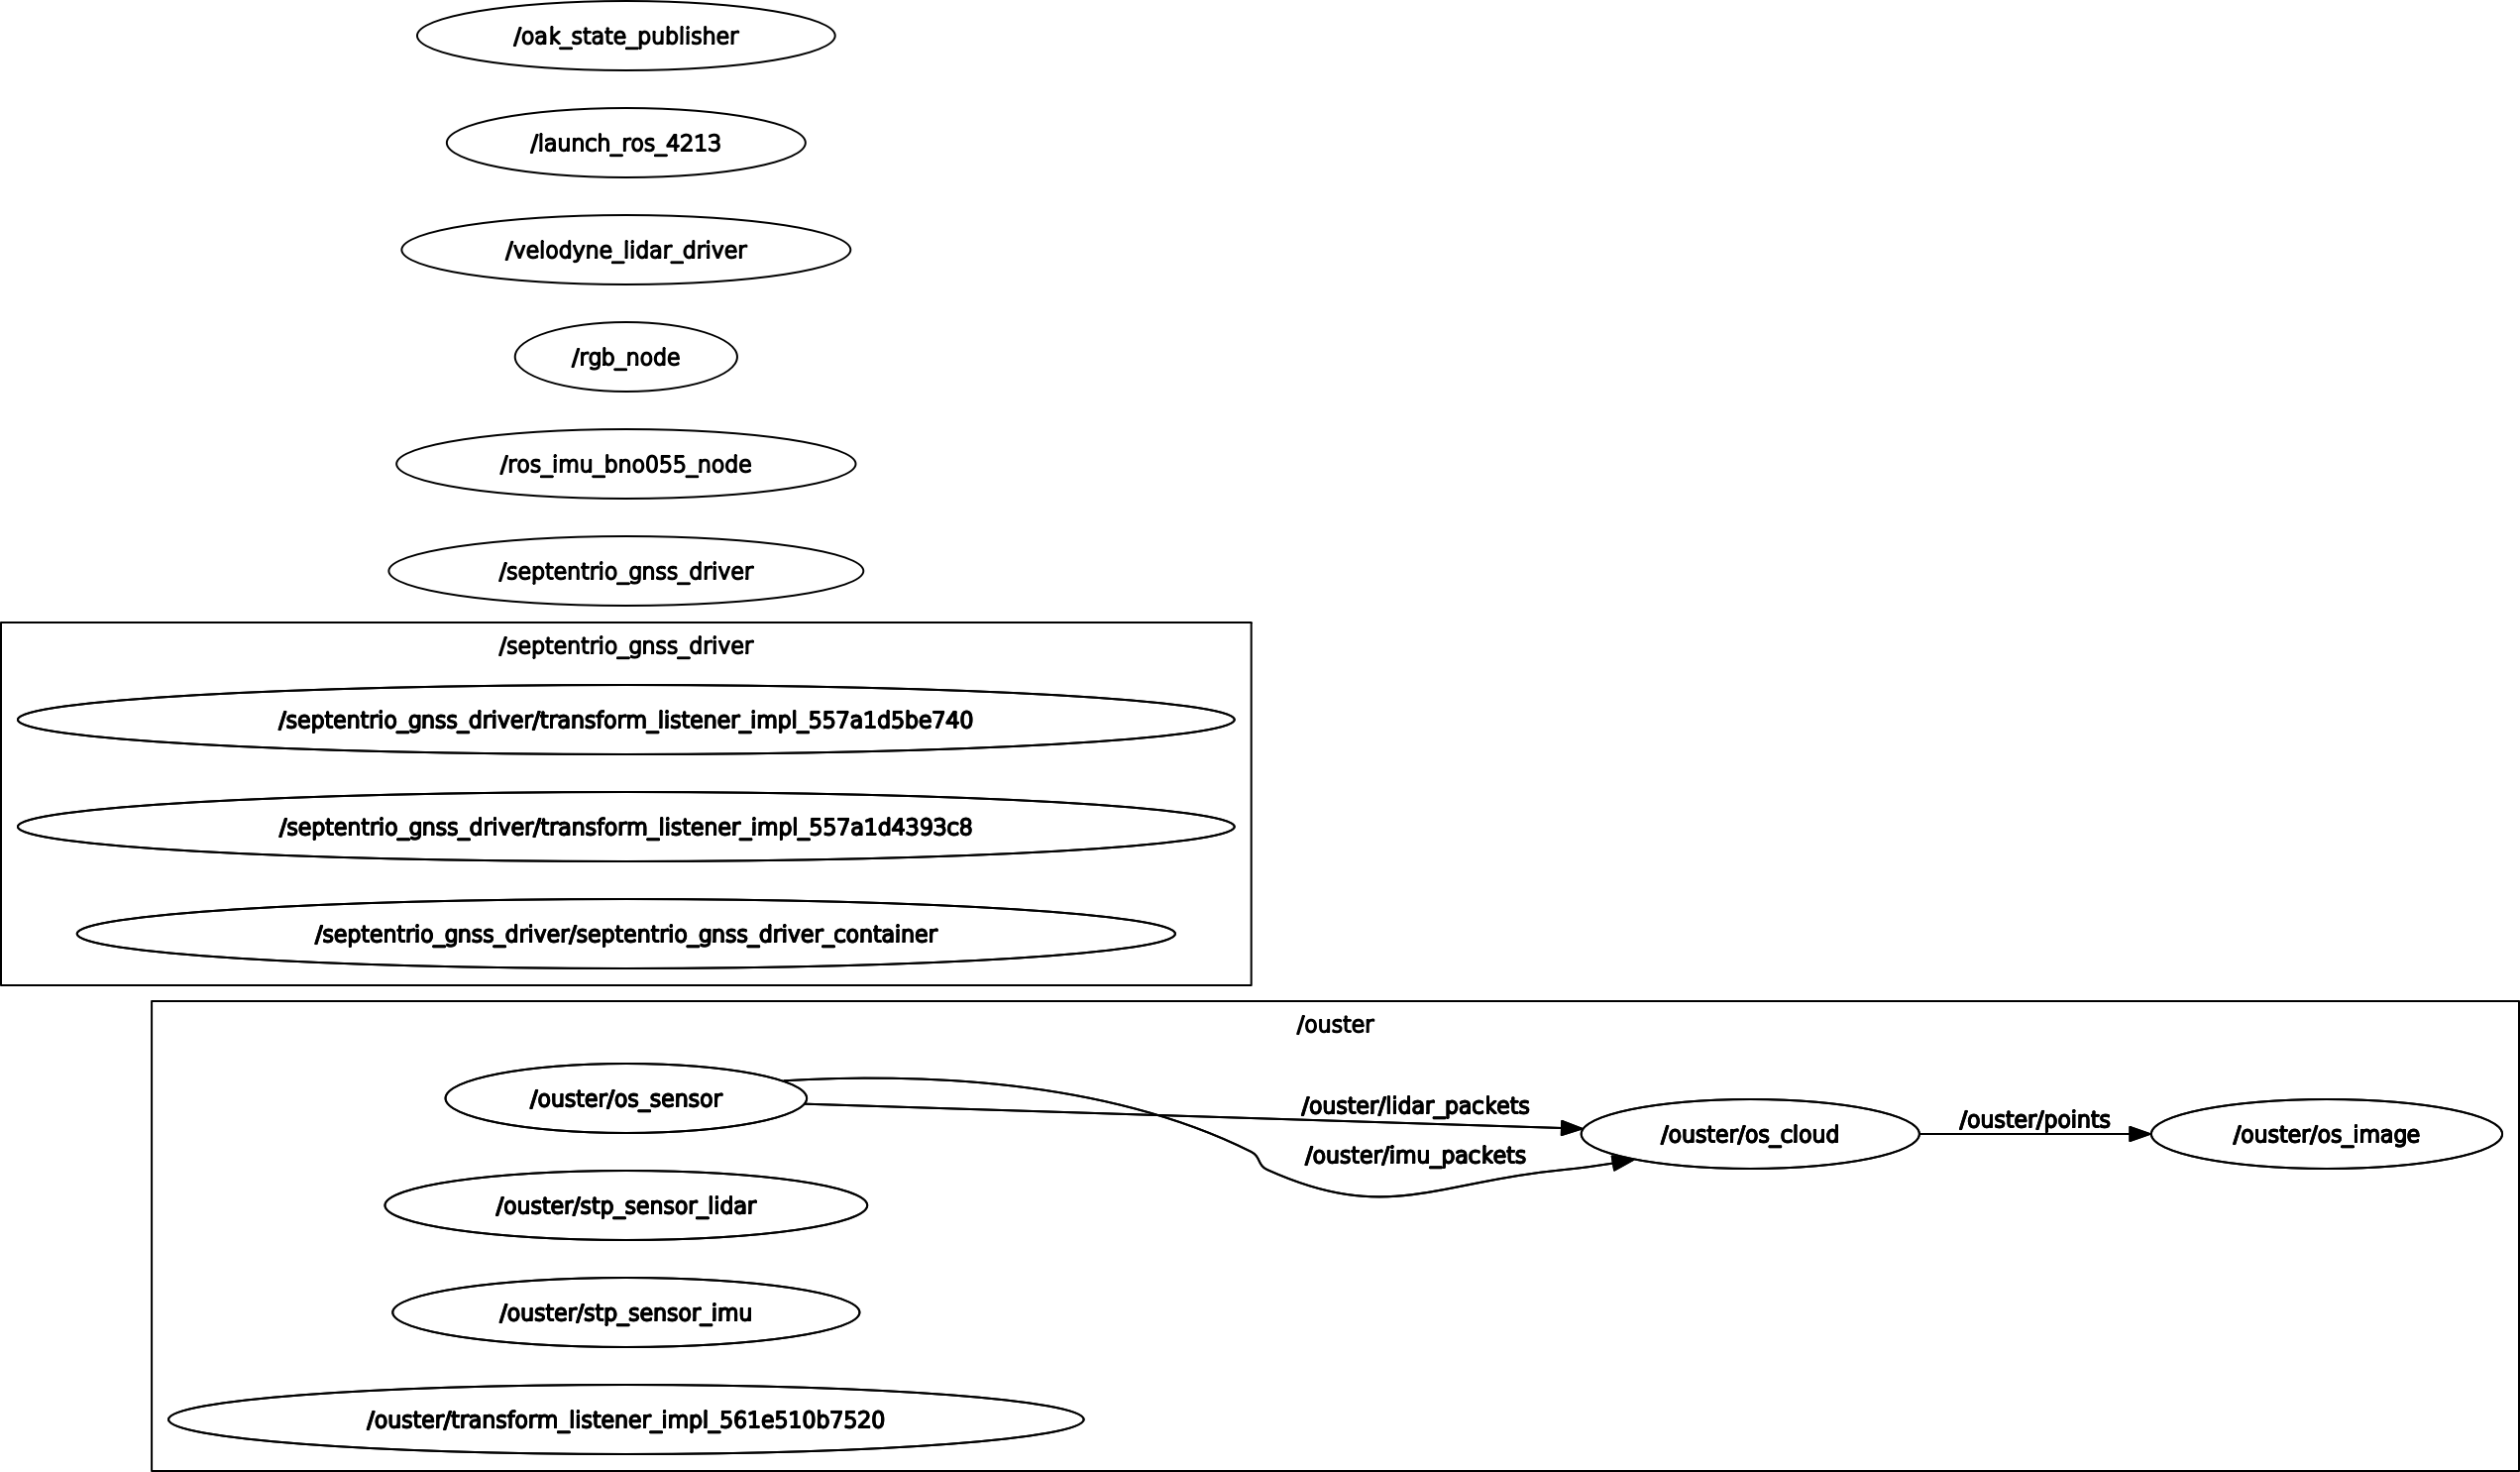 /oak_state_publisher
/launch_ros_4213
/velodyne_lidar_driver
/rgb_node
/ros_imu_bno055_node
/septentrio_gnss_driver
/septentrio_gnss_driver
/septentrio_gnss_driver/transform_listener_impl_557a1d5be740
/septentrio_gnss_driver/transform_listener_impl_557a1d4393c8
/septentrio_gnss_driver/septentrio_gnss_driver_container
/ouster
/ouster/os_sensor
/ouster/lidar_packets
/ouster/imu_packets
/ouster/os_cloud
/ouster/points
/ouster/os_image
/ouster/stp_sensor_lidar
/ouster/stp_sensor_imu
/ouster/transform_listener_impl_561e510b7520